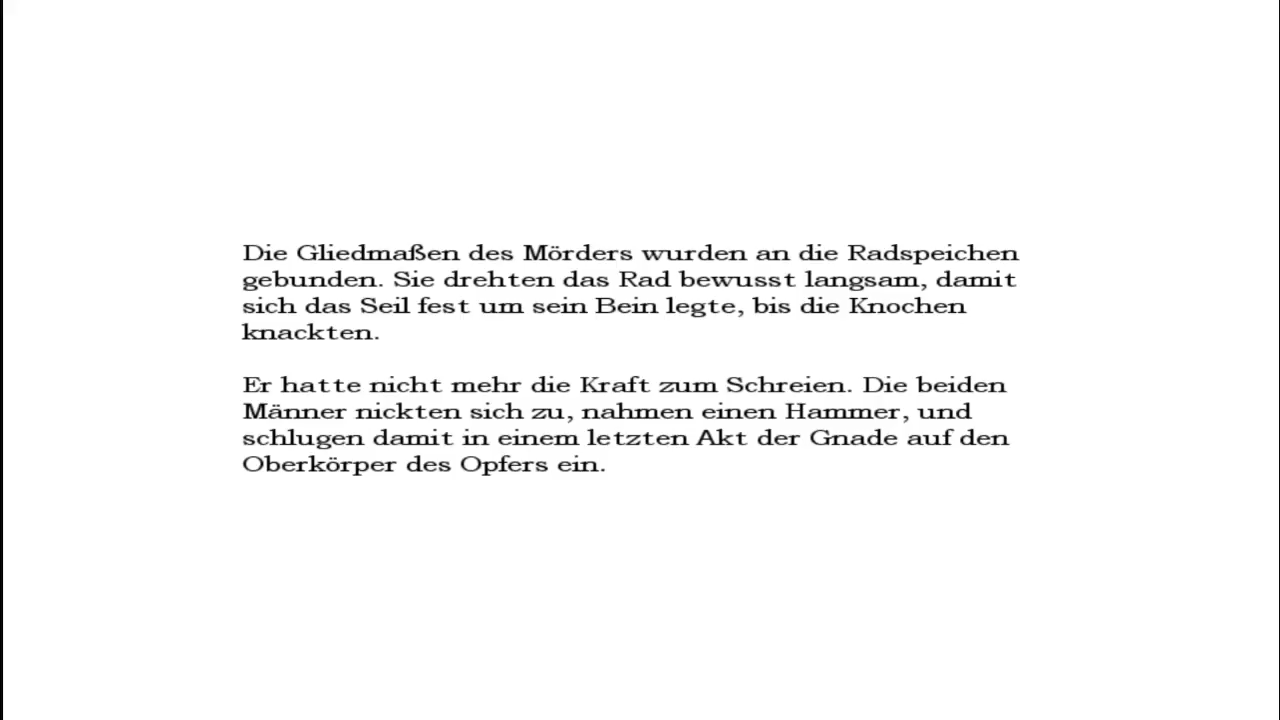 Die Gliedmaßen des Mörders wurden an die Radspeichen
gebunden. Sie drehten das Rad bewusst langsam, damit
sich das Seil fest um sein Bein legte, bis die Knochen
knackten.
Er hatte nicht mehr die Kraft zum Schreien. Die beiden
Männer nickten sich zu, nahmen einen Hammer, und
schlugen damit in einem letzten Akt der Gnade auf den
Oberkörper des Opfers ein.